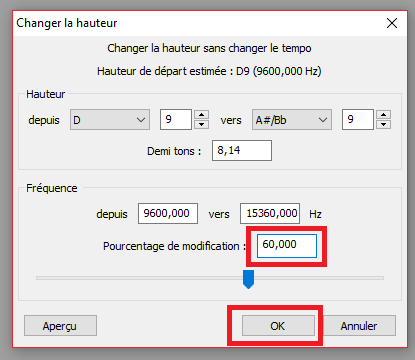 Changer la hauteur
Changer la hauteur sans changer le tempo
Hauteur de départ estimée : D9 (9600,000 Hz)
Hauteur
depuis D 9 vers A#/Bb 9
Demi tons : 8,14
Fréquence
depuis 9600,000 vers 15360,000 Hz
Pourcentage de modification : 60,000
Aperçu OK Annuler